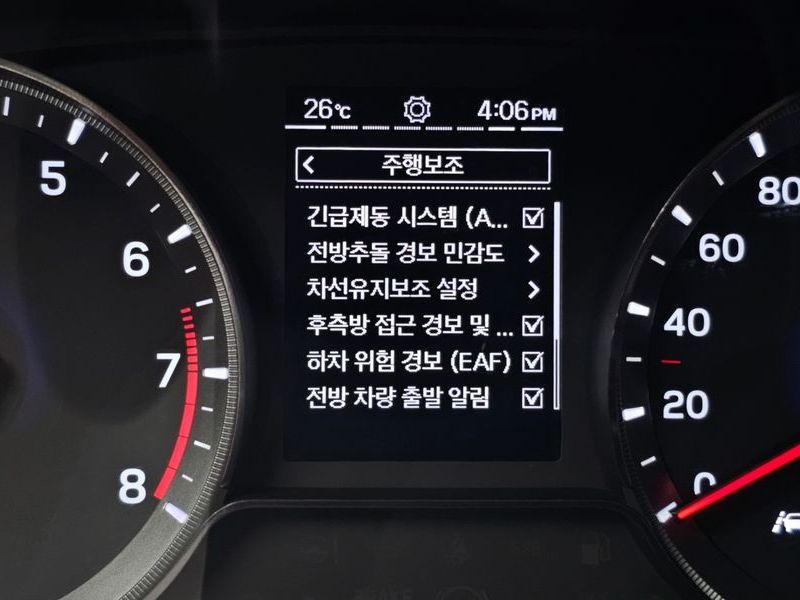 26°C 4:06PM
주행보조
긴급제동 시스템 (A...
전방추돌 경보 민감도
차선유지보조 설정
후측방 접근 경보 및 ...
하차 위험 경보 (EAF)
전방 차량 출발 알림
5
6
7
8
80
60
40
20
0